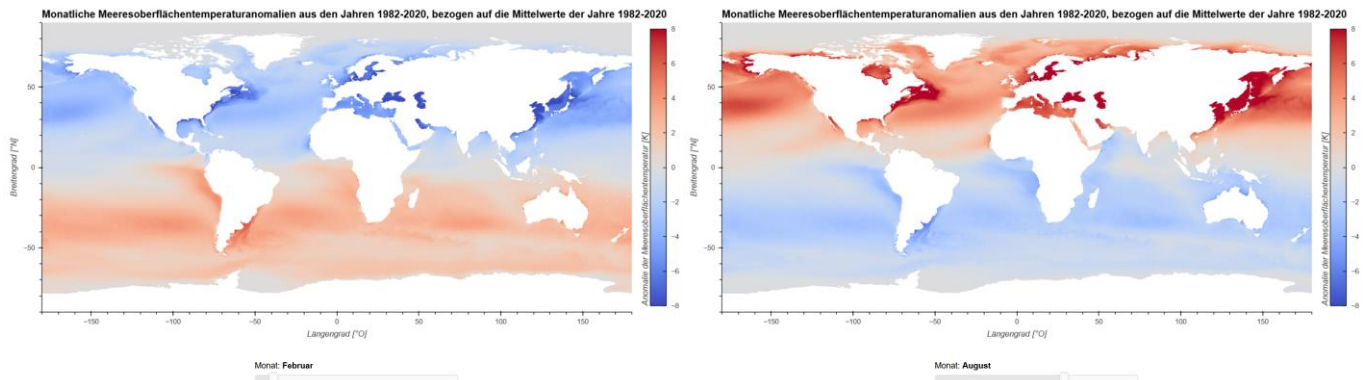 Monatliche Meeresoberflächentemperaturanomalien aus den Jahren 1982-2020, bezogen auf die Mittelwerte der Jahre 1982-2020
50
0
−50
Breitengrad [°N]
−150 −100 −50 0 50 100 150
Längengrad [°O]
8
6
4
2
0
−2
−4
−6
−8
Anomalie der Meeresoberflächentemperatur [K]
Monat: Februar
Monatliche Meeresoberflächentemperaturanomalien aus den Jahren 1982-2020, bezogen auf die Mittelwerte der Jahre 1982-2020
50
0
−50
Breitengrad [°N]
−150 −100 −50 0 50 100 150
Längengrad [°O]
8
6
4
2
0
−2
−4
−6
−8
Anomalie der Meeresoberflächentemperatur [K]
Monat: August